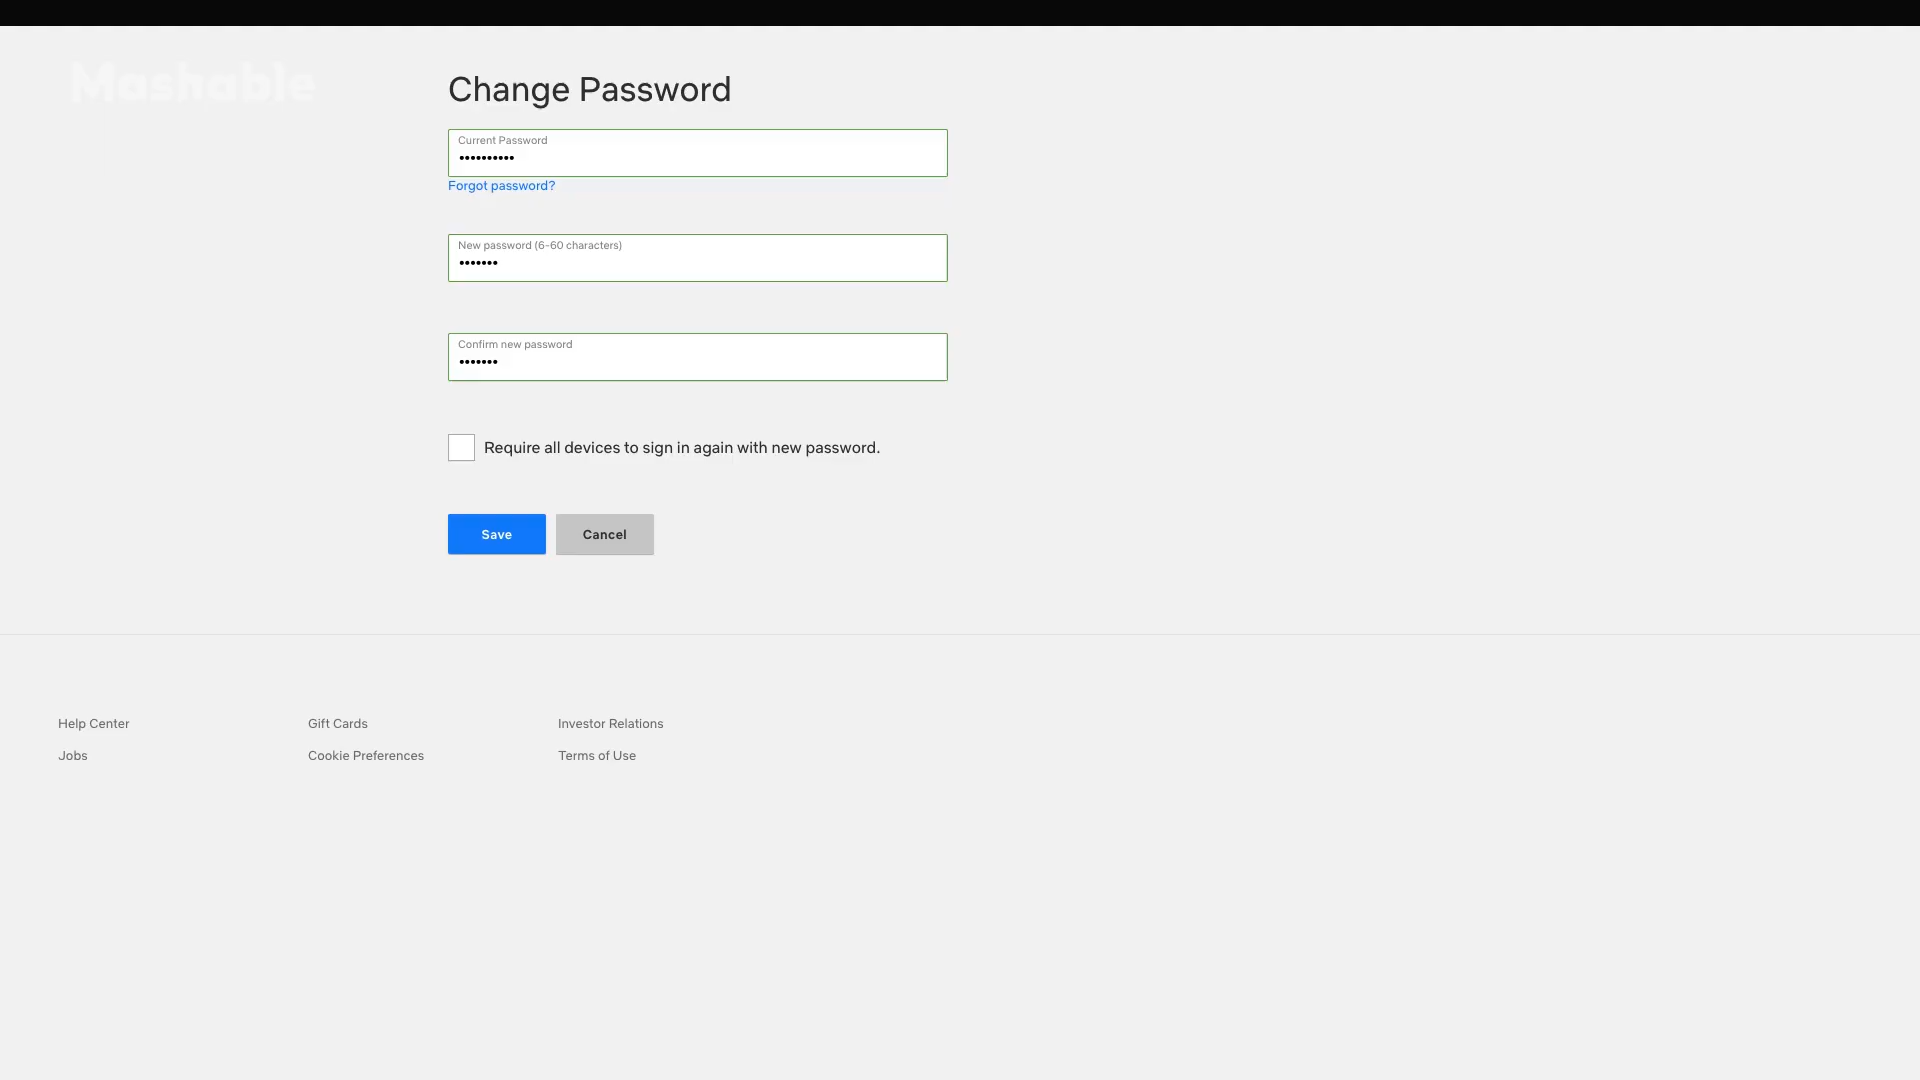 Mashable
Change Password
Current Password
••••••••••
Forgot password?
New password (6-60 characters)
•••••••
Confirm new password
•••••••
Require all devices to sign in again with new password.
Save Cancel
Help Center Gift Cards Investor Relations
Jobs Cookie Preferences Terms of Use